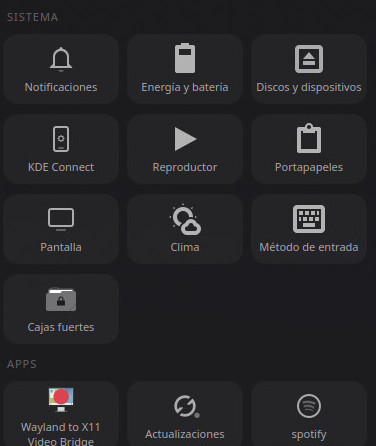 SISTEMA
Notificaciones
Energía y batería
Discos y dispositivos
KDE Connect
Reproductor
Portapapeles
Pantalla
Clima
Método de entrada
Cajas fuertes
APPS
Wayland to X11
Video Bridge
Actualizaciones
spotify